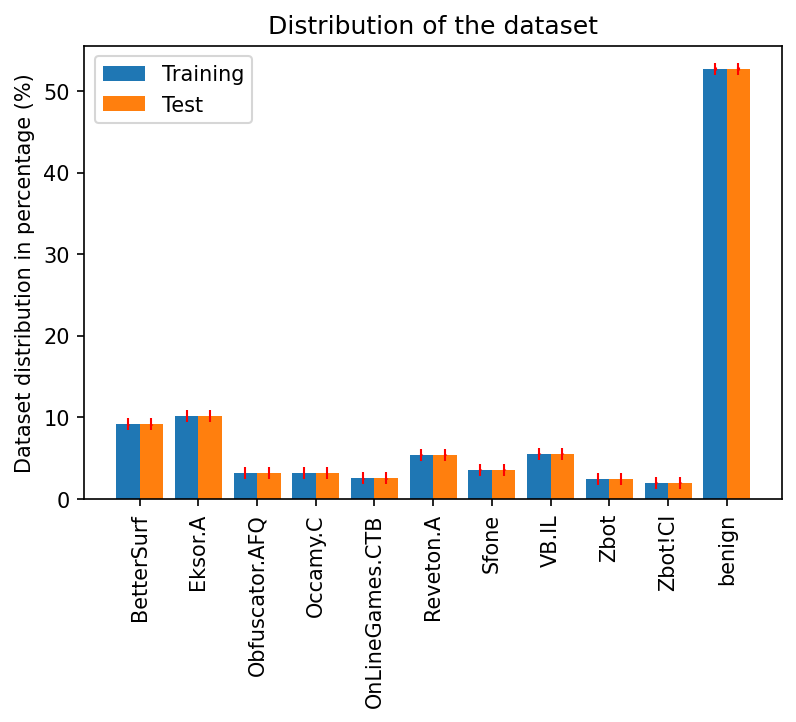 Distribution of the dataset
Training
Test
Dataset distribution in percentage (%)
50
40
30
20
10
0
BetterSurf
Eksor.A
Obfuscator.AFQ
Occamy.C
OnLineGames.CTB
Reveton.A
Sfone
VB.IL
Zbot
Zbot!CI
benign